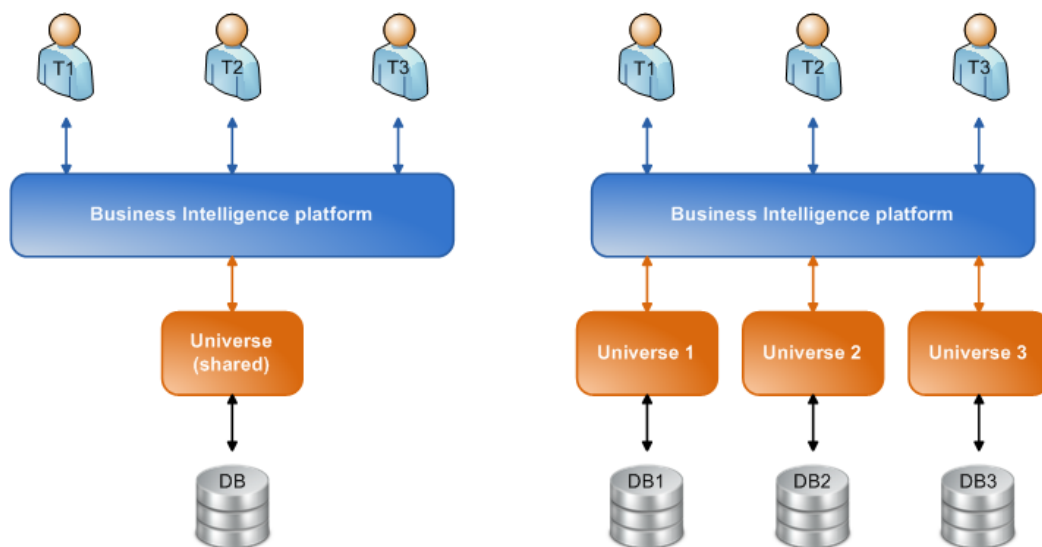 T1
T2
T3
T1
T2
T3
Business Intelligence platform
Business Intelligence platform
Universe
(shared)
Universe 1
Universe 2
Universe 3
DB
DB1
DB2
DB3